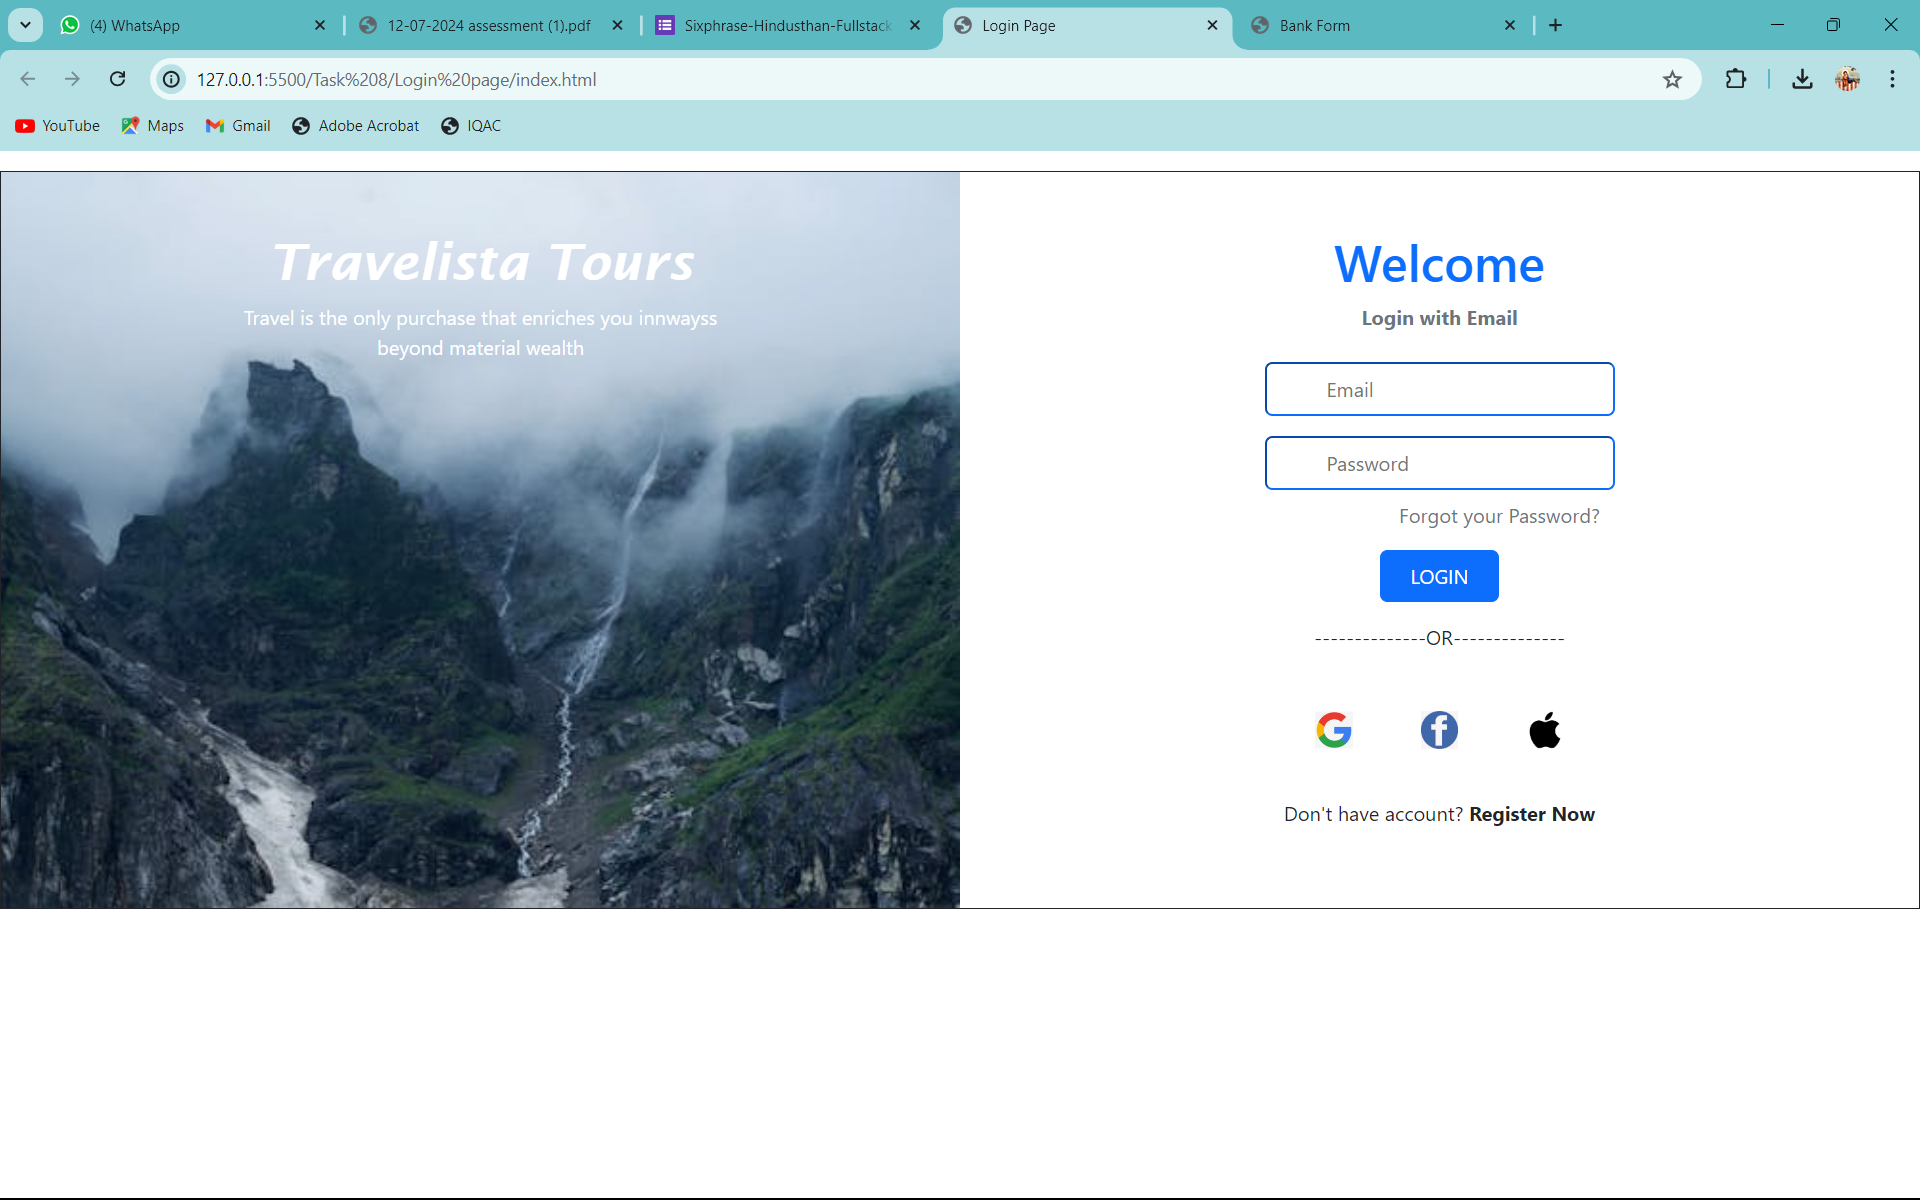 (4) WhatsApp
12-07-2024 assessment (1).pdf
Sixphrase-Hindusthan-Fullstack
Login Page
Bank Form
127.0.0.1:5500/Task%208/Login%20page/index.html
YouTube
Maps
Gmail
Adobe Acrobat
IQAC
Travelista Tours
Travel is the only purchase that enriches you innwayss
beyond material wealth
Welcome
Login with Email
Email
Password
Forgot your Password?
LOGIN
--------------OR--------------
Don't have account? Register Now